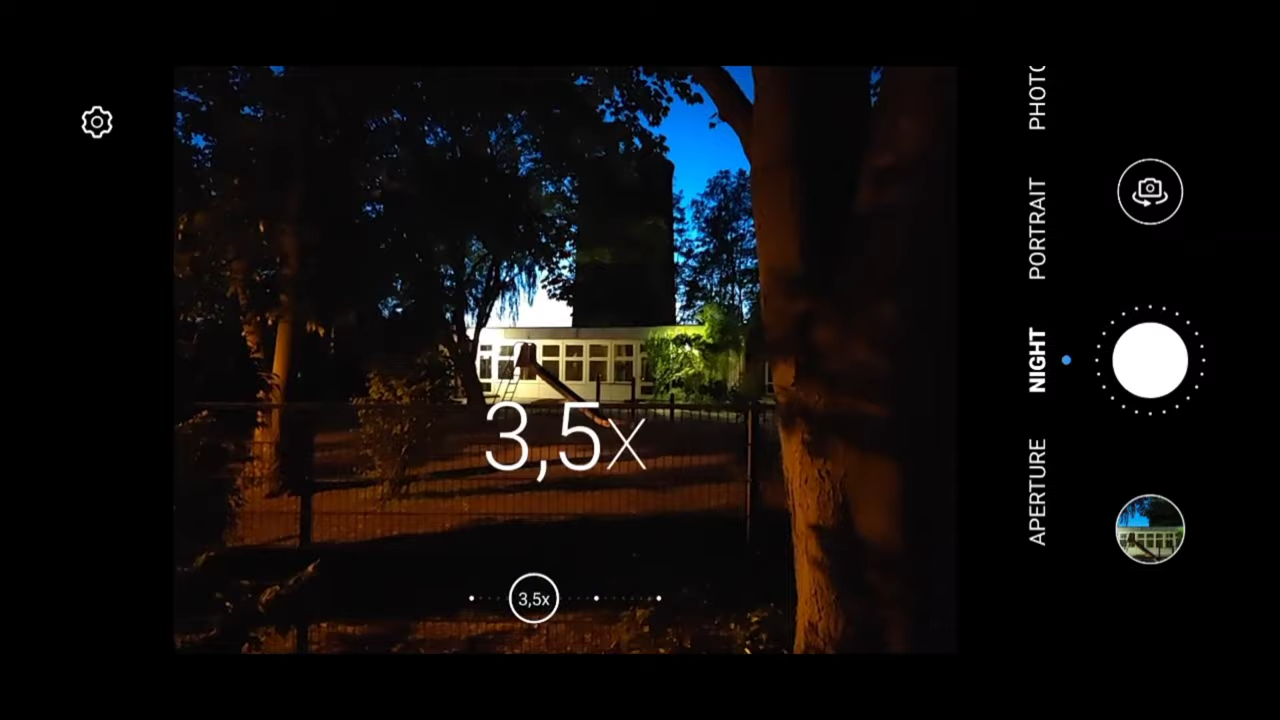 PHOTO
PORTRAIT
NIGHT
APERTURE
3,5x
3,5x